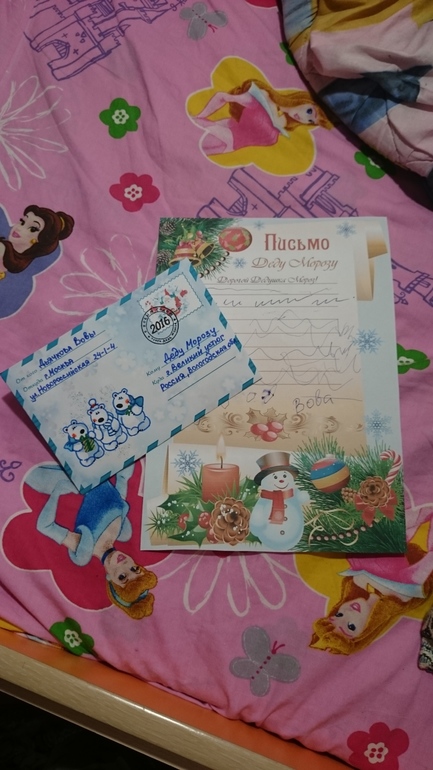 Письмо
Деду Морозу
Дорогой Дедушка Мороз!
Вова
2016
От кого Дьячкова Вовы
Откуда г. Москва
ул. Новороссийская, 24-1-4
Кому Деду Морозу
Куда г. Великий Устюг
Россия, Вологодская обл.